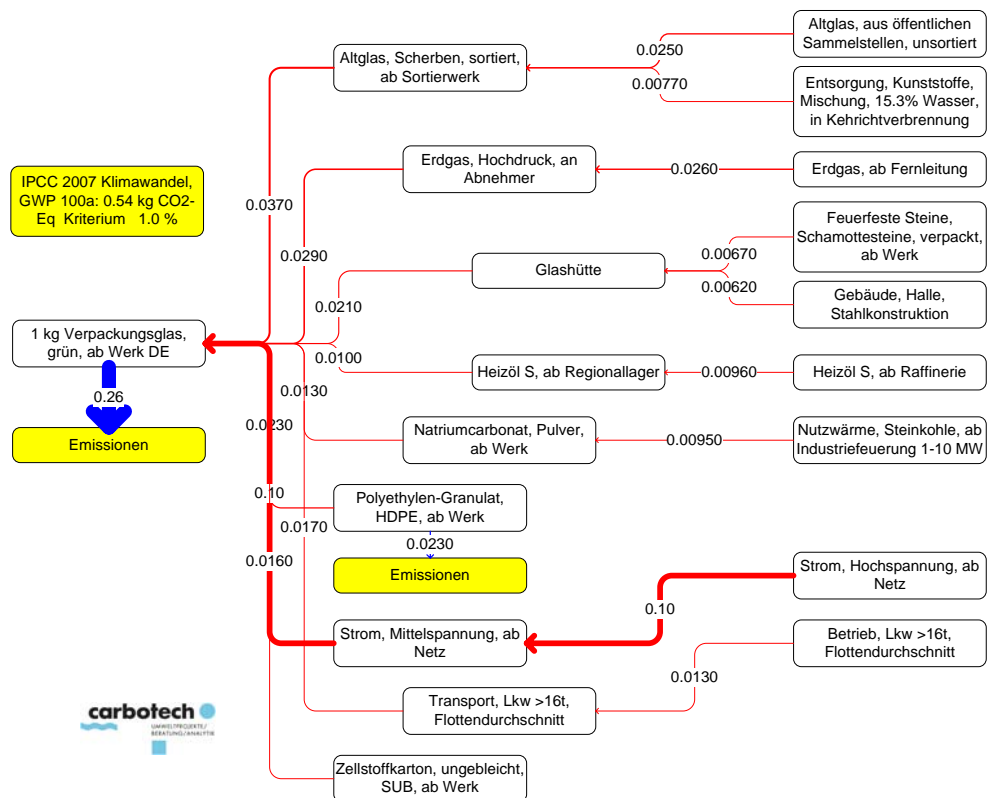 Altglas, aus öffentlichen
Sammelstellen, unsortiert
0.0250
Altglas, Scherben, sortiert,
ab Sortierwerk
0.00770
Entsorgung, Kunststoffe,
Mischung, 15.3% Wasser,
in Kehrichtverbrennung
IPCC 2007 Klimawandel,
GWP 100a: 0.54 kg CO2-
Eq Kriterium 1.0 %
0.0370
Erdgas, Hochdruck, an
Abnehmer
0.0260
Erdgas, ab Fernleitung
0.0290
Feuerfeste Steine,
Schamottesteine, verpackt,
ab Werk
0.00670
Glashütte
0.00620
Gebäude, Halle,
Stahlkonstruktion
0.0210
1 kg Verpackungsglas,
grün, ab Werk DE
0.0100
Heizöl S, ab Regionallager
0.00960
Heizöl S, ab Raffinerie
0.26
0.0130
0.0230
Emissionen
Natriumcarbonat, Pulver,
ab Werk
0.00950
Nutzwärme, Steinkohle, ab
Industriefeuerung 1-10 MW
0.10
Polyethylen-Granulat,
HDPE, ab Werk
0.0170
0.0230
0.0160
Emissionen
Strom, Hochspannung, ab
Netz
0.10
Strom, Mittelspannung, ab
Netz
Betrieb, Lkw >16t,
Flottendurchschnitt
0.0130
Transport, Lkw >16t,
Flottendurchschnitt
carbotech
UMWELTPROJEKTE/
BERATUNG/ANALYTIK
Zellstoffkarton, ungebleicht,
SUB, ab Werk